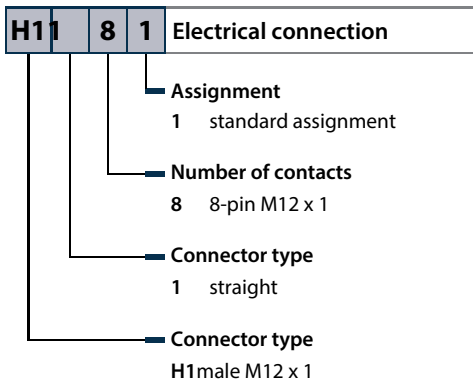 H11 8 1 Electrical connection
Assignment
1 standard assignment
Number of contacts
8 8-pin M12 x 1
Connector type
1 straight
Connector type
H1male M12 x 1